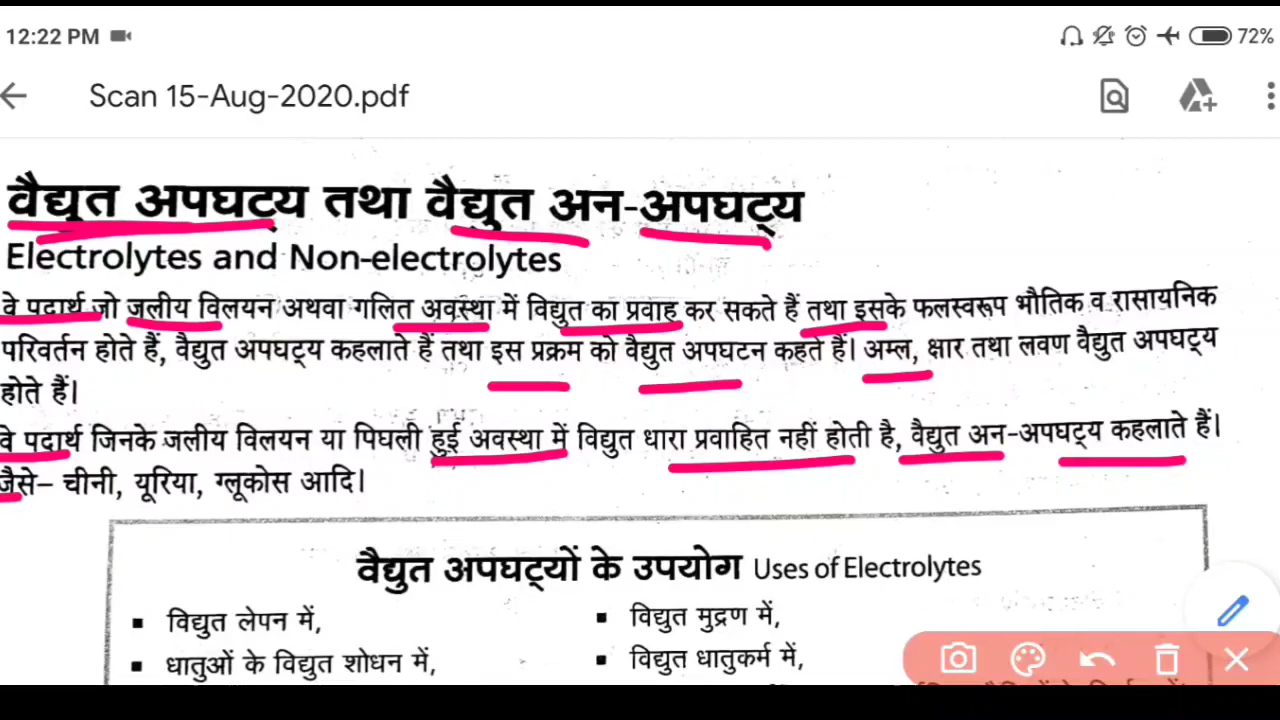 12:22 PM 72%
Scan 15-Aug-2020.pdf
वैद्युत अपघट्य तथा वैद्युत अन-अपघट्य
Electrolytes and Non-electrolytes
वे पदार्थ जो जलीय विलयन अथवा गलित अवस्था में विद्युत का प्रवाह कर सकते हैं तथा इसके फलस्वरूप भौतिक व रासायनिक
परिवर्तन होते हैं, वैद्युत अपघट्य कहलाते हैं तथा इस प्रक्रम को वैद्युत अपघटन कहते हैं। अम्ल, क्षार तथा लवण वैद्युत अपघट्य
होते हैं।
वे पदार्थ जिनके जलीय विलयन या पिघली हुई अवस्था में विद्युत धारा प्रवाहित नहीं होती है, वैद्युत अन-अपघट्य कहलाते हैं।
जैसे– चीनी, यूरिया, ग्लूकोस आदि।
वैद्युत अपघट्यों के उपयोग Uses of Electrolytes
▪ विद्युत लेपन में, ▪ विद्युत मुद्रण में,
▪ धातुओं के विद्युत शोधन में, ▪ विद्युत धातुकर्म में,